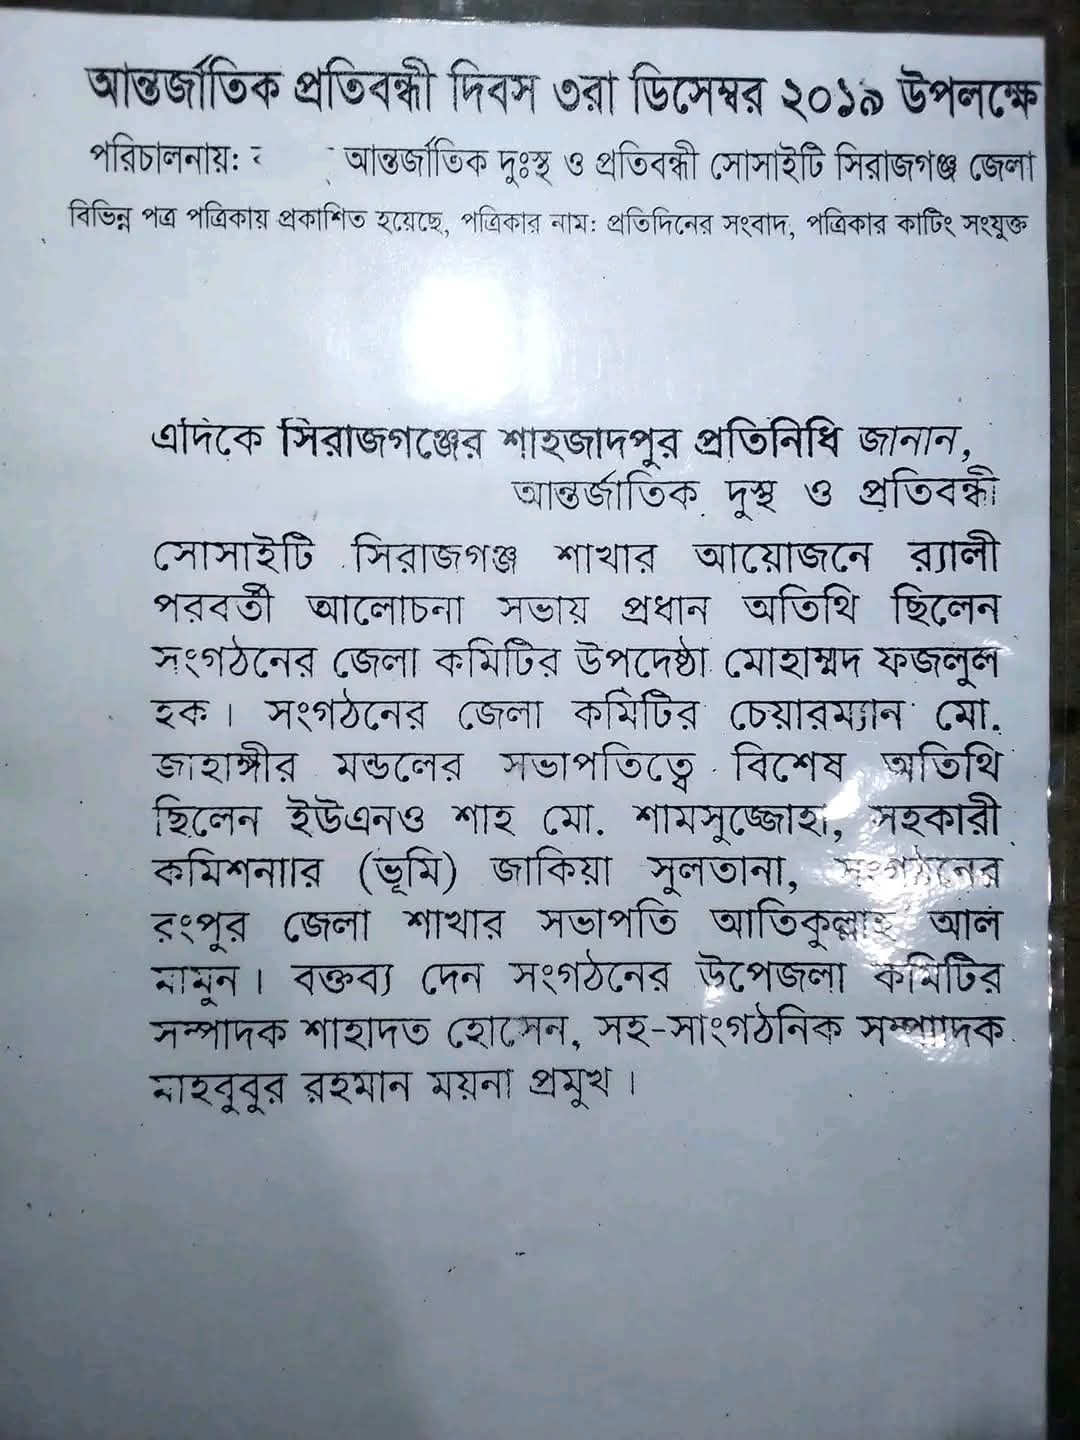 আন্তর্জাতিক প্রতিবন্ধী দিবস ৩রা ডিসেম্বর ২০১৯ উপলক্ষে
পরিচালনায়: আন্তর্জাতিক দুঃস্থ ও প্রতিবন্ধী সোসাইটি সিরাজগঞ্জ জেলা
বিভিন্ন পত্র পত্রিকায় প্রকাশিত হয়েছে, পত্রিকার নাম: প্রতিদিনের সংবাদ, পত্রিকার কাটিং সংযুক্ত
এদিকে সিরাজগঞ্জের শাহজাদপুর প্রতিনিধি জানান,
আন্তর্জাতিক দুস্থ ও প্রতিবন্ধী
সোসাইটি সিরাজগঞ্জ শাখার আয়োজনে র‌্যালী
পরবর্তী আলোচনা সভায় প্রধান অতিথি ছিলেন
সংগঠনের জেলা কমিটির উপদেষ্ঠা মোহাম্মদ ফজলুল
হক। সংগঠনের জেলা কমিটির চেয়ারম্যান মো.
জাহাঙ্গীর মন্ডলের সভাপতিত্বে বিশেষ অতিথি
ছিলেন ইউএনও শাহ মো. শামসুজ্জোহা, সহকারী
কমিশনাার (ভূমি) জাকিয়া সুলতানা, সংগঠনের
রংপুর জেলা শাখার সভাপতি আতিকুল্লাহ আল
মামুন। বক্তব্য দেন সংগঠনের উপেজলা কমিটির
সম্পাদক শাহাদত হোসেন, সহ-সাংগঠনিক সম্পাাদক
মাহবুবুর রহমান ময়না প্রমুখ।